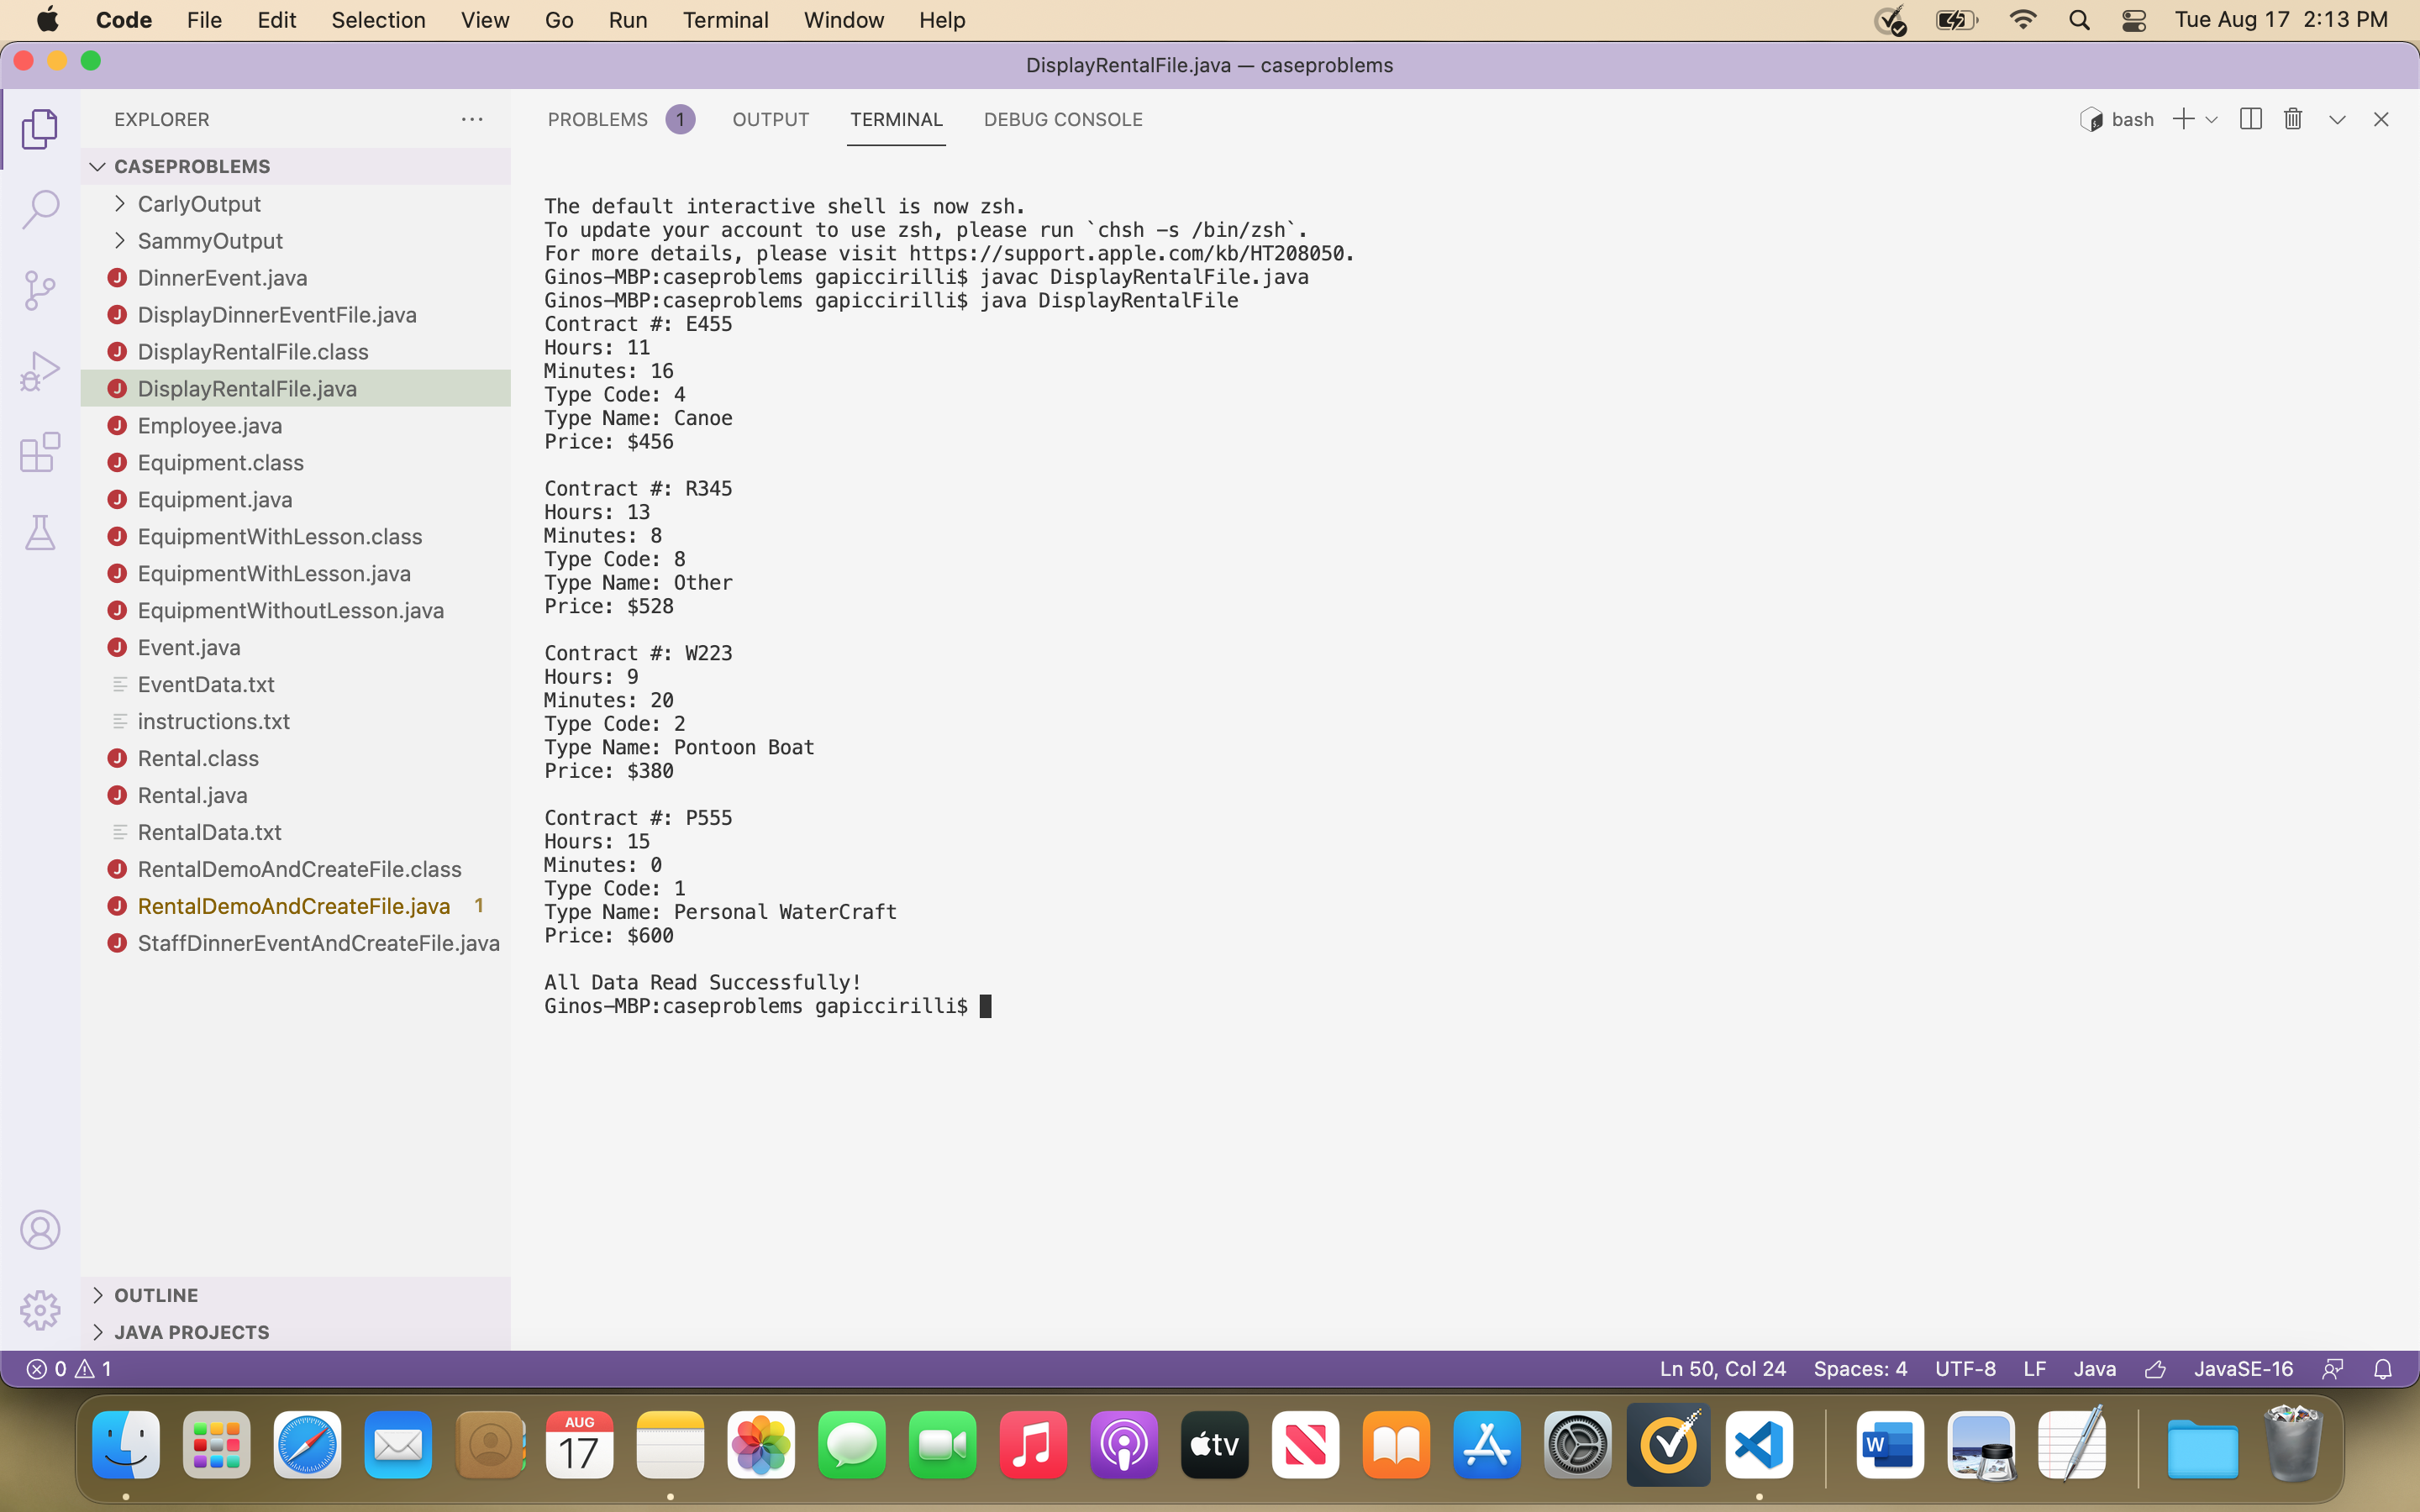 Code File Edit Selection View Go Run Terminal Window Help Tue Aug 17 2:13 PM
DisplayRentalFile.java — caseproblems
EXPLORER
CASEPROBLEMS
CarlyOutput
SammyOutput
DinnerEvent.java
DisplayDinnerEventFile.java
DisplayRentalFile.class
DisplayRentalFile.java
Employee.java
Equipment.class
Equipment.java
EquipmentWithLesson.class
EquipmentWithLesson.java
EquipmentWithoutLesson.java
Event.java
EventData.txt
instructions.txt
Rental.class
Rental.java
RentalData.txt
RentalDemoAndCreateFile.class
RentalDemoAndCreateFile.java 1
StaffDinnerEventAndCreateFile.java
OUTLINE
JAVA PROJECTS
PROBLEMS 1 OUTPUT TERMINAL DEBUG CONSOLE bash
The default interactive shell is now zsh.
To update your account to use zsh, please run `chsh -s /bin/zsh`.
For more details, please visit https://support.apple.com/kb/HT208050.
Ginos-MBP:caseproblems gapiccirilli$ javac DisplayRentalFile.java
Ginos-MBP:caseproblems gapiccirilli$ java DisplayRentalFile
Contract #: E455
Hours: 11
Minutes: 16
Type Code: 4
Type Name: Canoe
Price: $456
Contract #: R345
Hours: 13
Minutes: 8
Type Code: 8
Type Name: Other
Price: $528
Contract #: W223
Hours: 9
Minutes: 20
Type Code: 2
Type Name: Pontoon Boat
Price: $380
Contract #: P555
Hours: 15
Minutes: 0
Type Code: 1
Type Name: Personal WaterCraft
Price: $600
All Data Read Successfully!
Ginos-MBP:caseproblems gapiccirilli$
0 1 Ln 50, Col 24 Spaces: 4 UTF-8 LF Java JavaSE-16
AUG
17
tv
W